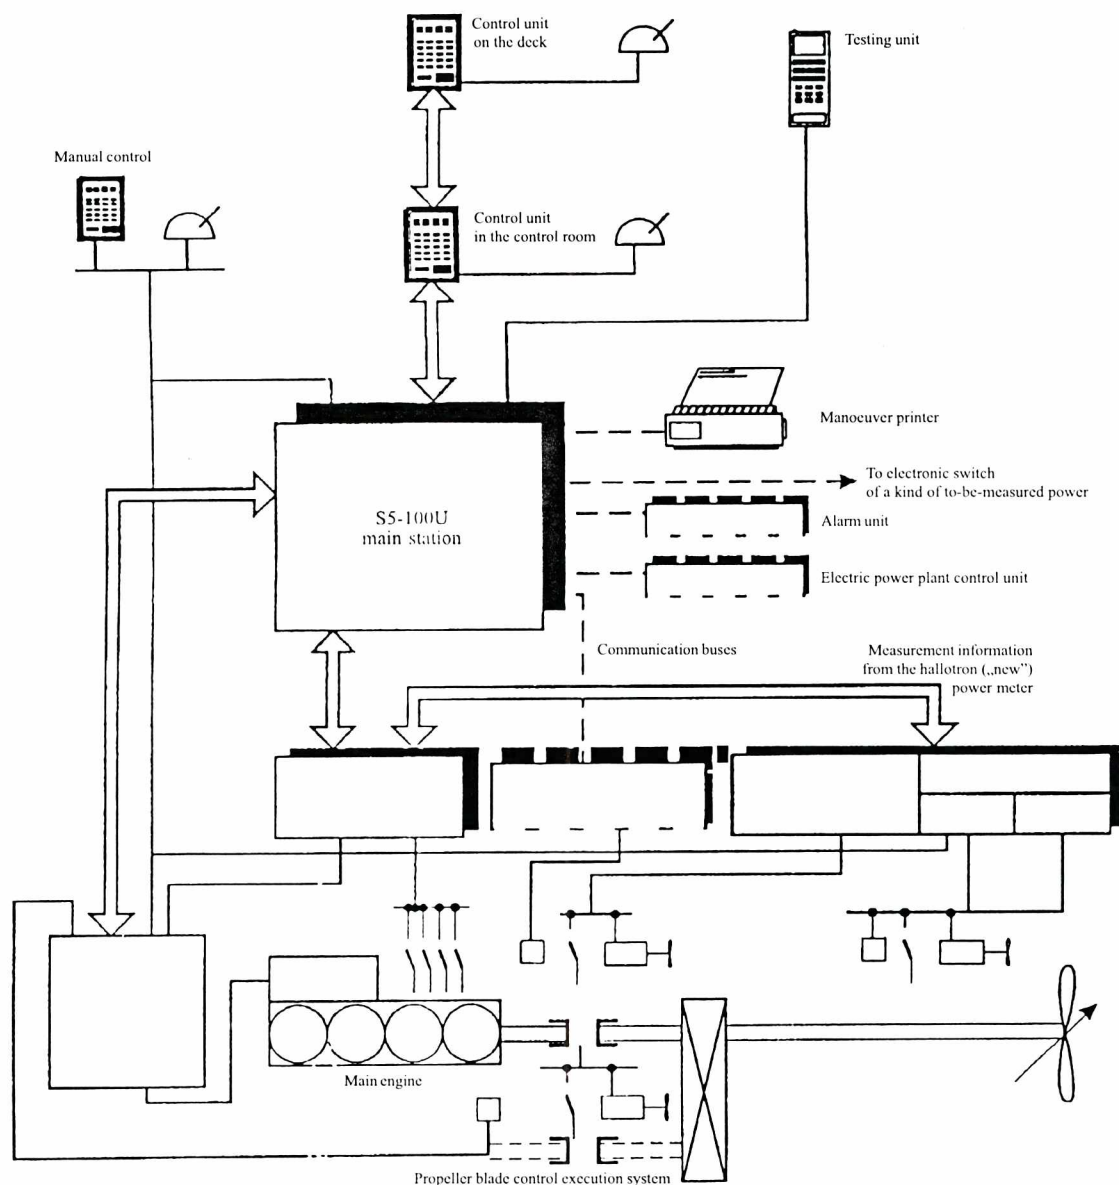 Control unit
on the deck
Testing unit
Manual control
Control unit
in the control room
Manoeuver printer
To electronic switch
of a kind of to-be-measured power
S5-100U
main station
Alarm unit
Electric power plant control unit
Communication buses
Measurement information
from the hallotron („new”)
power meter
Main engine
Propeller blade control execution system